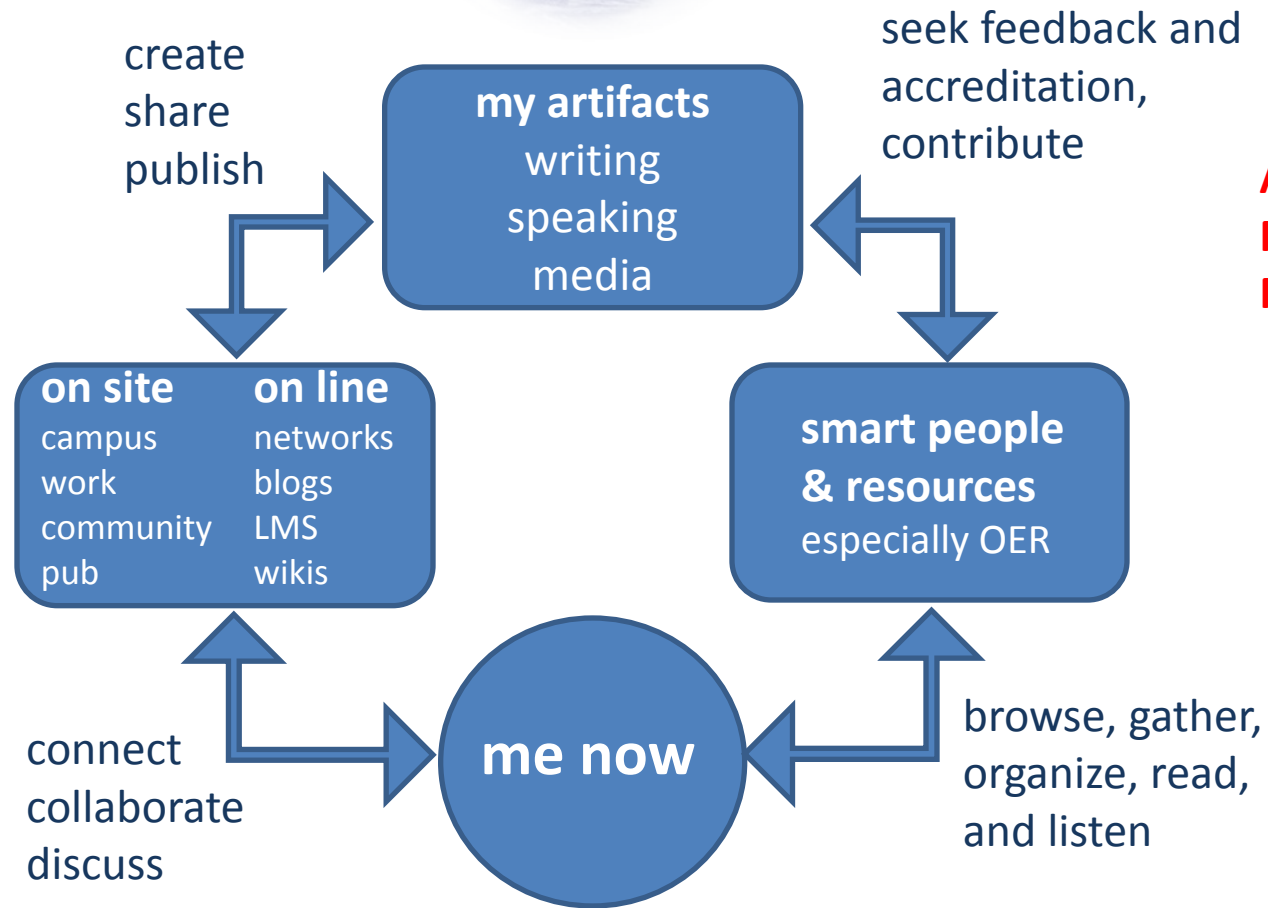 create
share
publish
my artifacts
writing
speaking
media
seek feedback and
accreditation,
contribute
on site
campus
work
community
pub
on line
networks
blogs
LMS
wikis
smart people
& resources
especially OER
connect
collaborate
discuss
me now
browse, gather,
organize, read,
and listen